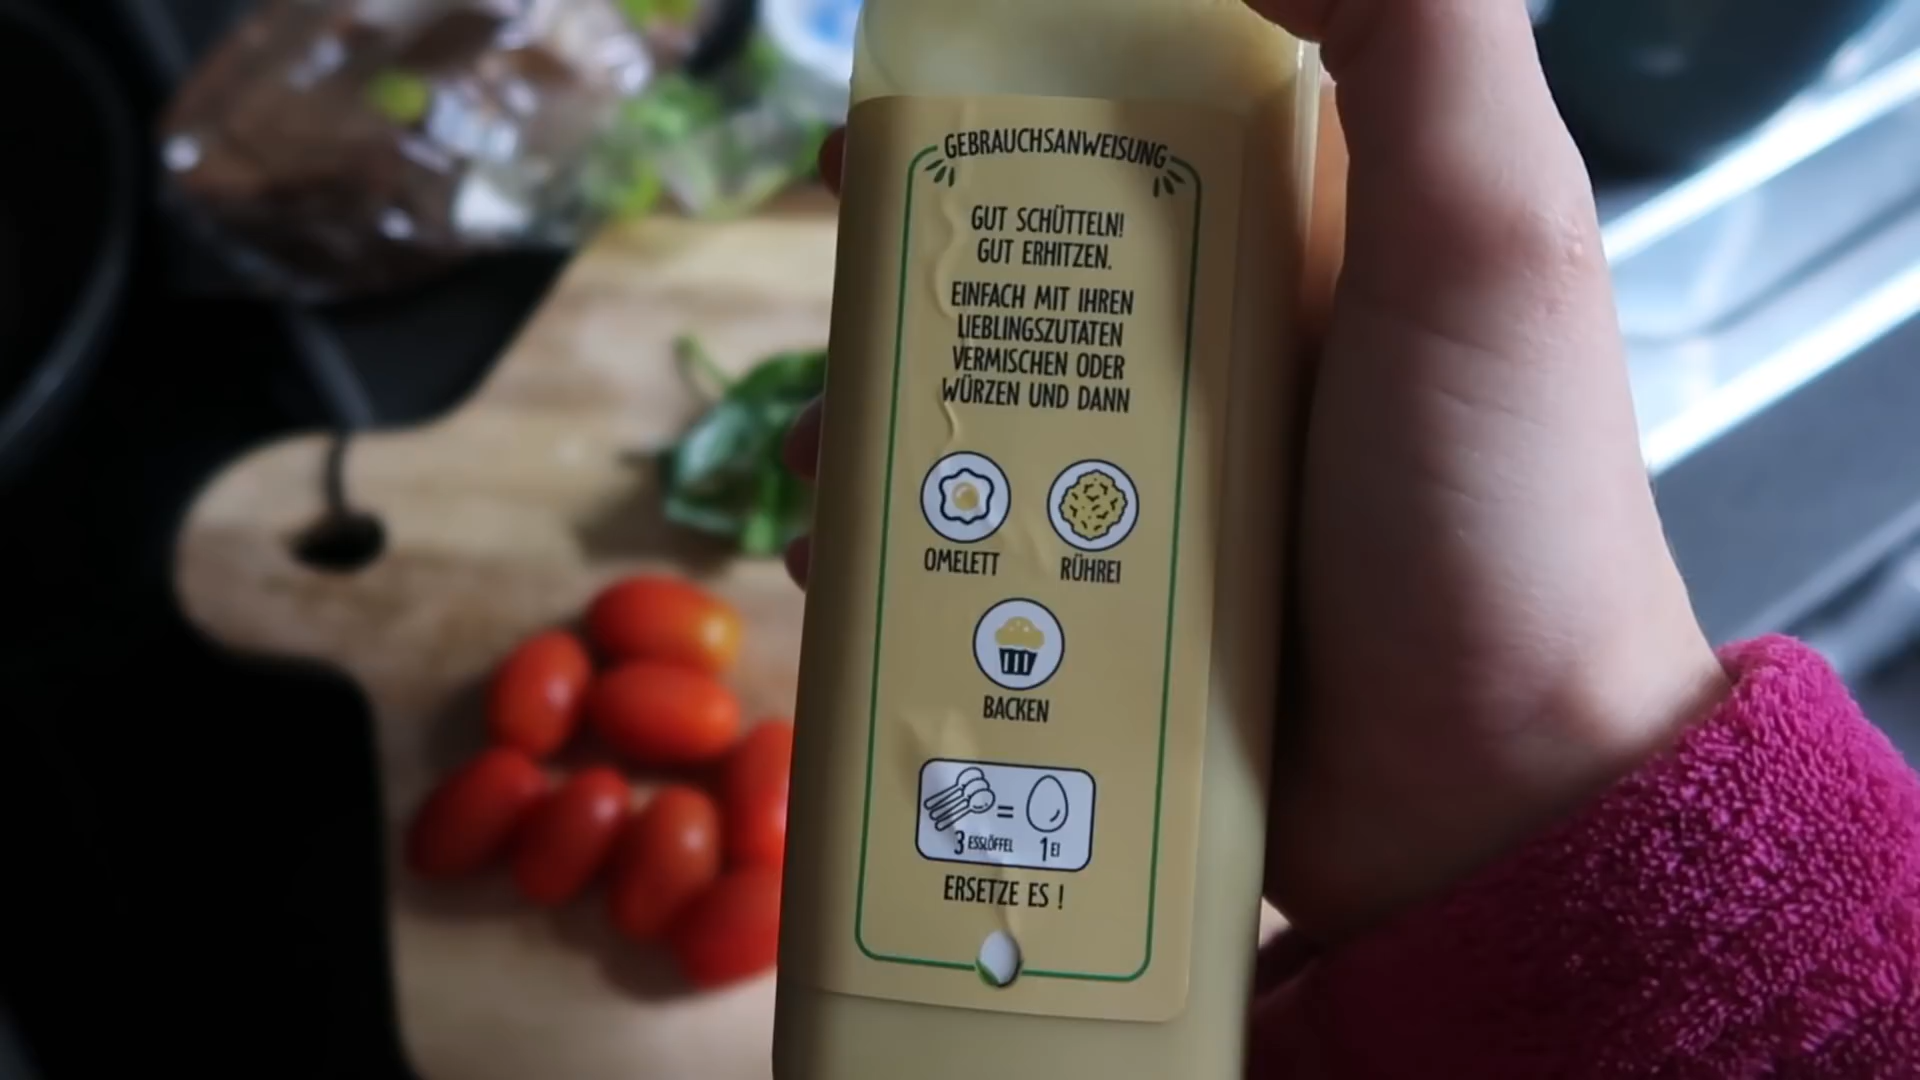 GEBRAUCHSANWEISUNG
GUT SCHÜTTELN!
GUT ERHITZEN.
EINFACH MIT IHREN
LIEBLINGSZUTATEN
VERMISCHEN ODER
WÜRZEN UND DANN
OMELETT
RÜHREI
BACKEN
=
3 ESSLÖFFEL 1 EI
ERSETZE ES !